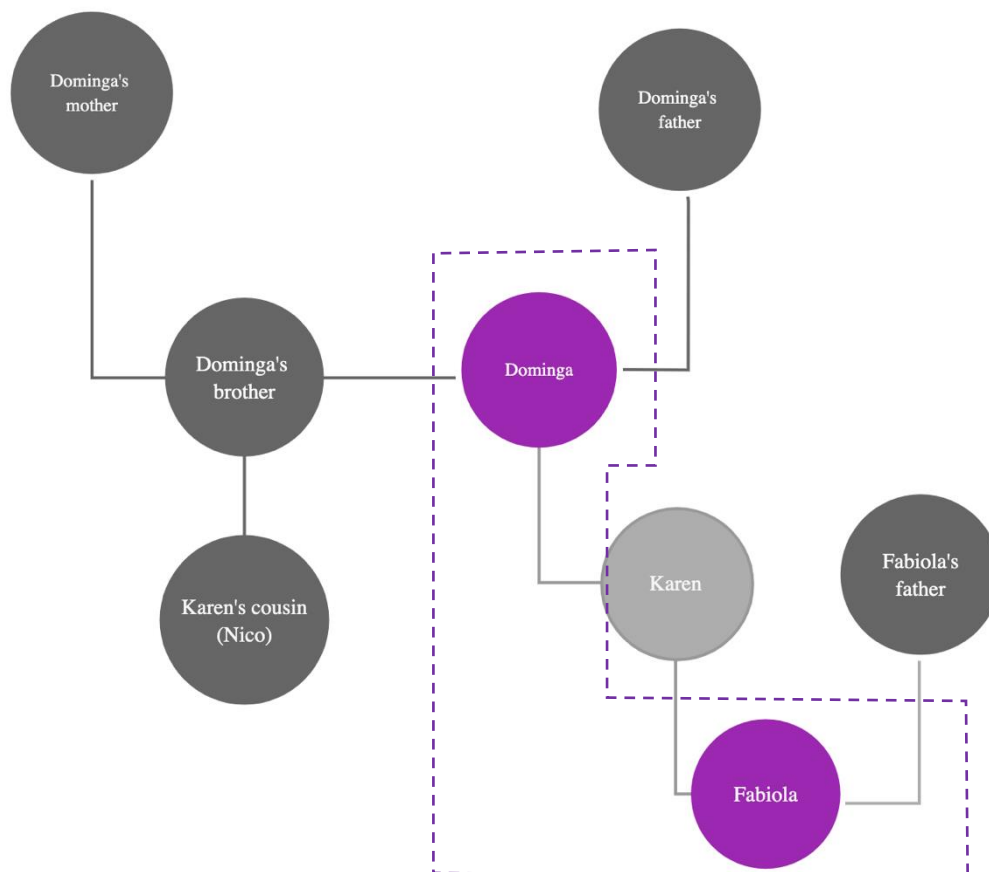 Dominga's
mother
Dominga's
father
Dominga's
brother
Dominga
Karen's cousin
(Nico)
Karen
Fabiola's
father
Fabiola